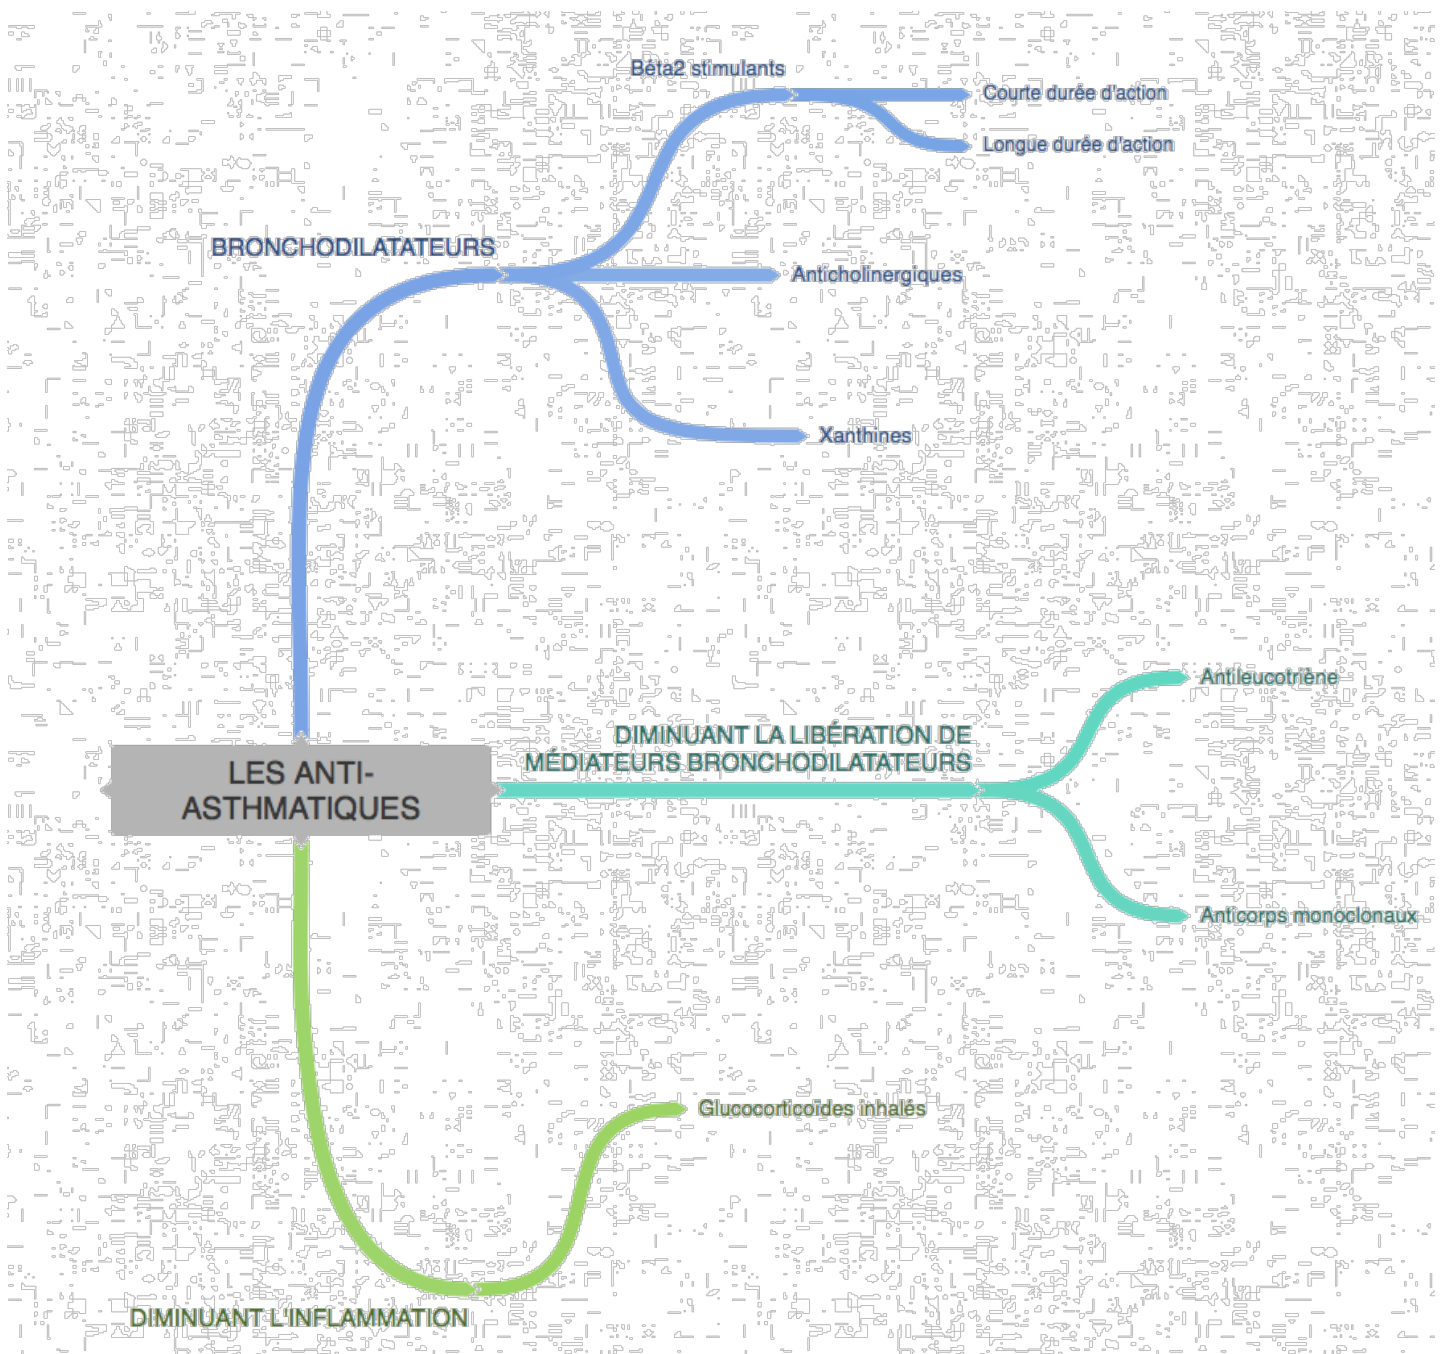 Béta2 stimulants
Courte durée d'action
Longue durée d'action
BRONCHODILATATEURS
Anticholinergiques
Xanthines
Antileucotriène
DIMINUANT LA LIBÉRATION DE
MÉDIATEURS BRONCHODILATATEURS
LES ANTI-
ASTHMATIQUES
Anticorps monoclonaux
Glucocorticoïdes inhalés
DIMINUANT L'INFLAMMATION